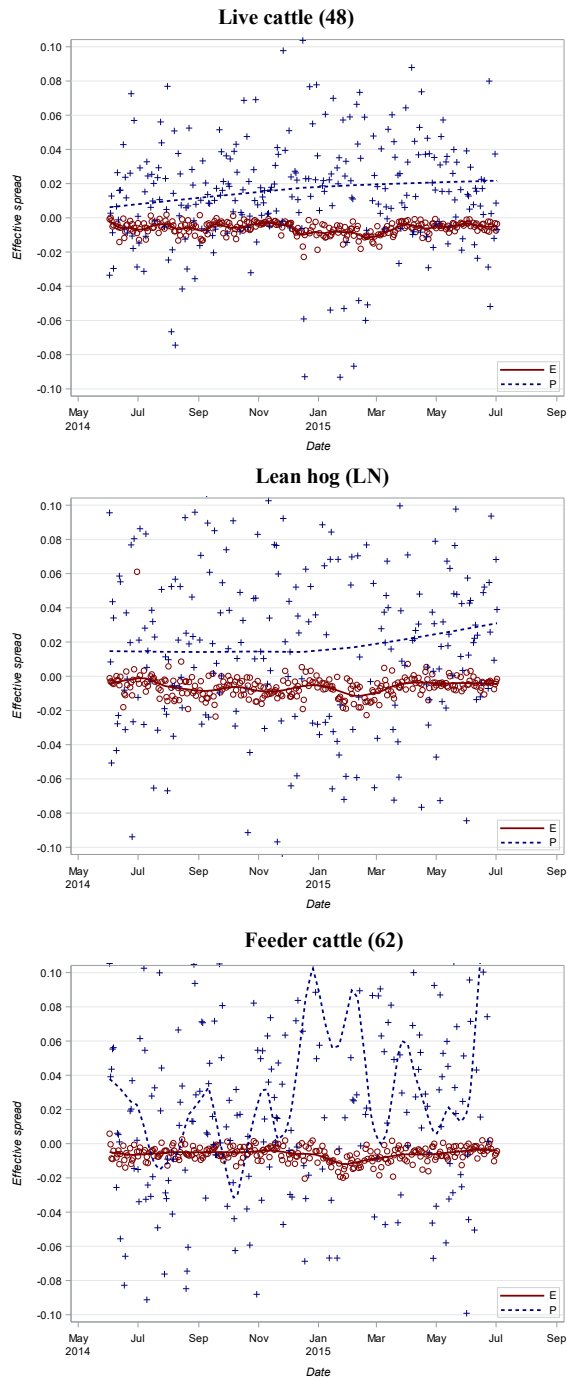 Live cattle (48)
0.10
0.08
0.06
0.04
0.02
0.00
-0.02
-0.04
-0.06
-0.08
-0.10
Effective spread
E
P
May Jul Sep Nov Jan Mar May Jul Sep
2014 2015
Date
Lean hog (LN)
0.10
0.08
0.06
0.04
0.02
0.00
-0.02
-0.04
-0.06
-0.08
-0.10
Effective spread
E
P
May Jul Sep Nov Jan Mar May Jul Sep
2014 2015
Date
Feeder cattle (62)
0.10
0.08
0.06
0.04
0.02
0.00
-0.02
-0.04
-0.06
-0.08
-0.10
Effective spread
E
P
May Jul Sep Nov Jan Mar May Jul Sep
2014 2015
Date